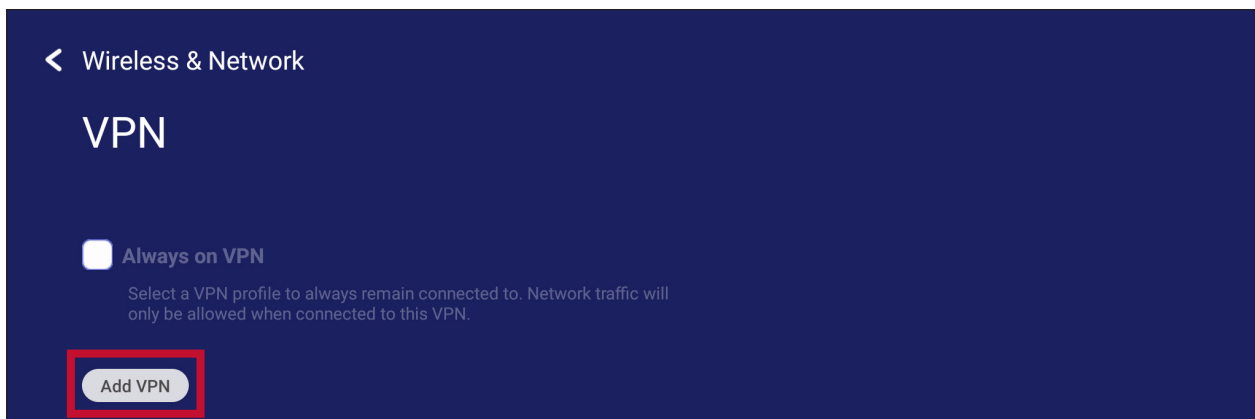 Wireless & Network
VPN
Always on VPN
Select a VPN profile to always remain connected to. Network traffic will
only be allowed when connected to this VPN.
Add VPN